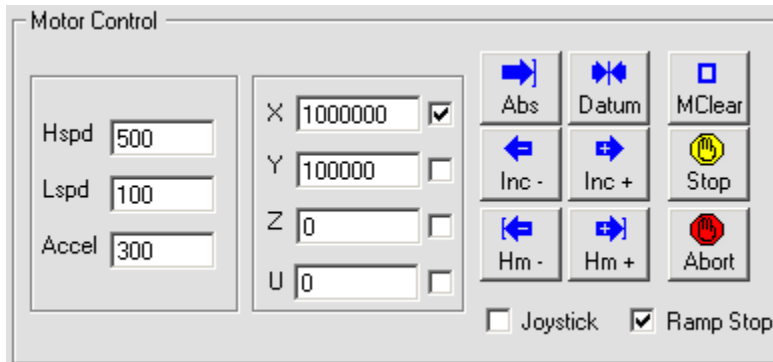 Motor Control
Hspd 500
Lspd 100
Accel 300
X 1000000
Y 100000
Z 0
U 0
Abs Datum MClear
Inc - Inc + Stop
Hm - Hm + Abort
Joystick Ramp Stop